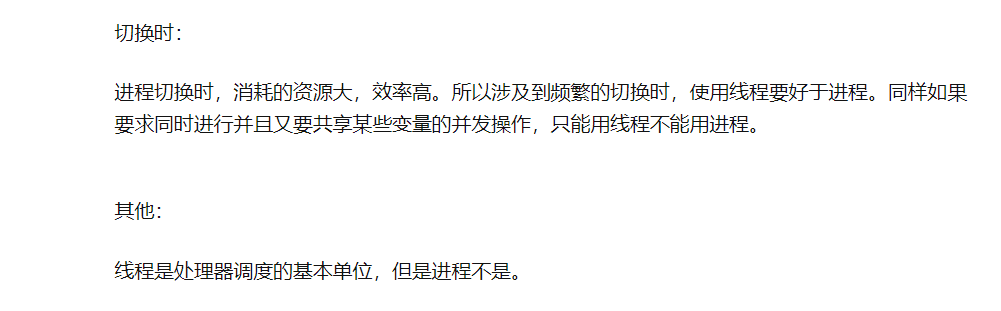 切换时：
进程切换时，消耗的资源大，效率高。所以涉及到频繁的切换时，使用线程要好于进程。同样如果
要求同时进行并且又要共享某些变量的并发操作，只能用线程不能用进程。
其他：
线程是处理器调度的基本单位，但是进程不是。